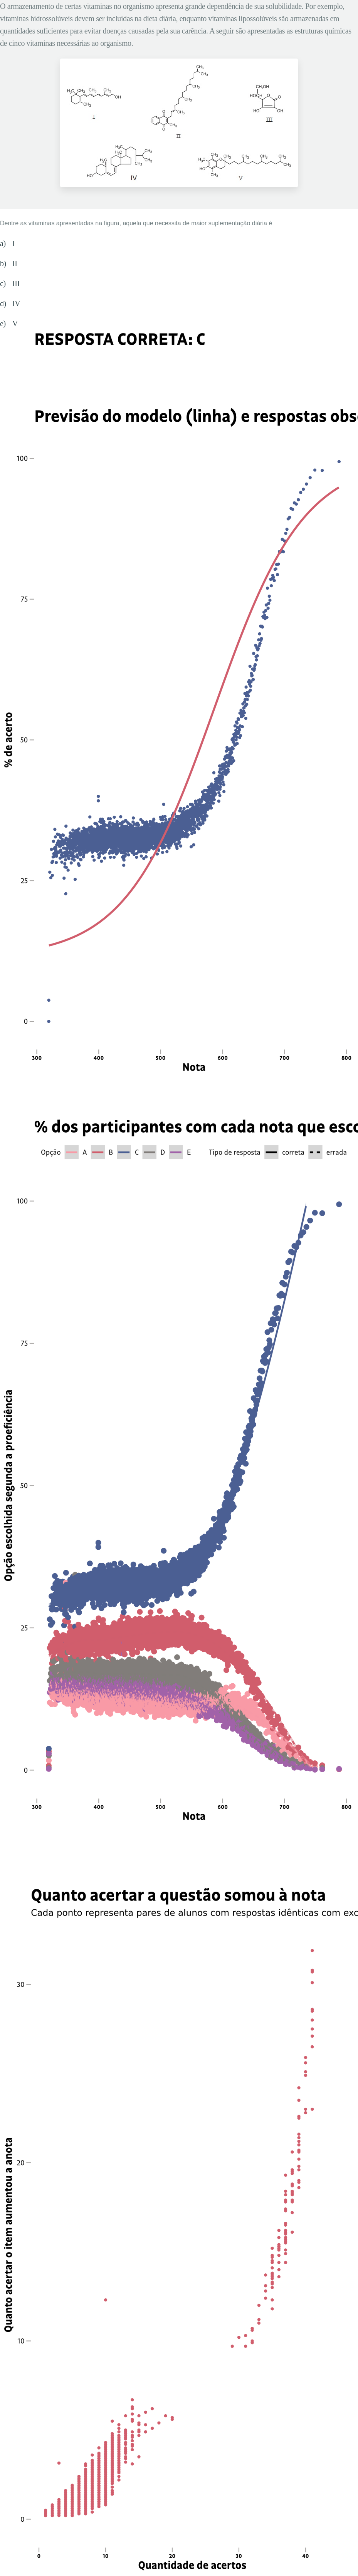 O armazenamento de certas vitaminas no organismo apresenta grande dependência de sua solubilidade. Por exemplo,
vitaminas hidrossolúveis devem ser incluídas na dieta diária, enquanto vitaminas lipossolúveis são armazenadas em
quantidades suficientes para evitar doenças causadas pela sua carência. A seguir são apresentadas as estruturas químicas
de cinco vitaminas necessárias ao organismo.
I
II
III
IV
V
Dentre as vitaminas apresentadas na figura, aquela que necessita de maior suplementação diária é
a) I
b) II
c) III
d) IV
e) V
RESPOSTA CORRETA: C
Previsão do modelo (linha) e respostas obs
100
75
50
25
0
% de acerto
300 400 500 600 700 800
Nota
% dos participantes com cada nota que esco
Opção A B C D E Tipo de resposta correta errada
100
75
50
25
0
Opção escolhida segunda a proeficiência
300 400 500 600 700 800
Nota
Quanto acertar a questão somou à nota
Cada ponto representa pares de alunos com respostas idênticas com exc
30
20
10
0
Quanto acertar o item aumentou a anota
0 10 20 30 40
Quantidade de acertos